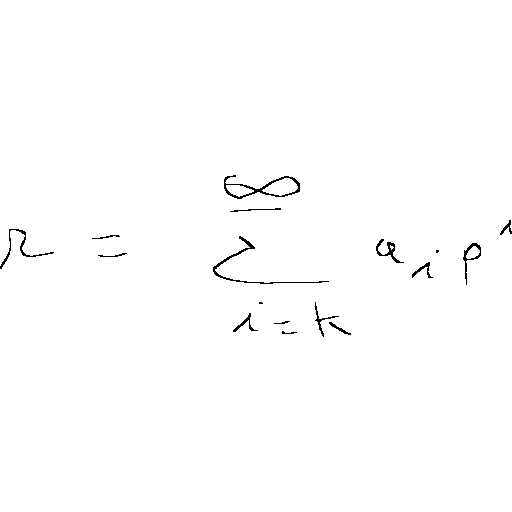 r = \sum_{i=k}^{\infty} a_i p^i